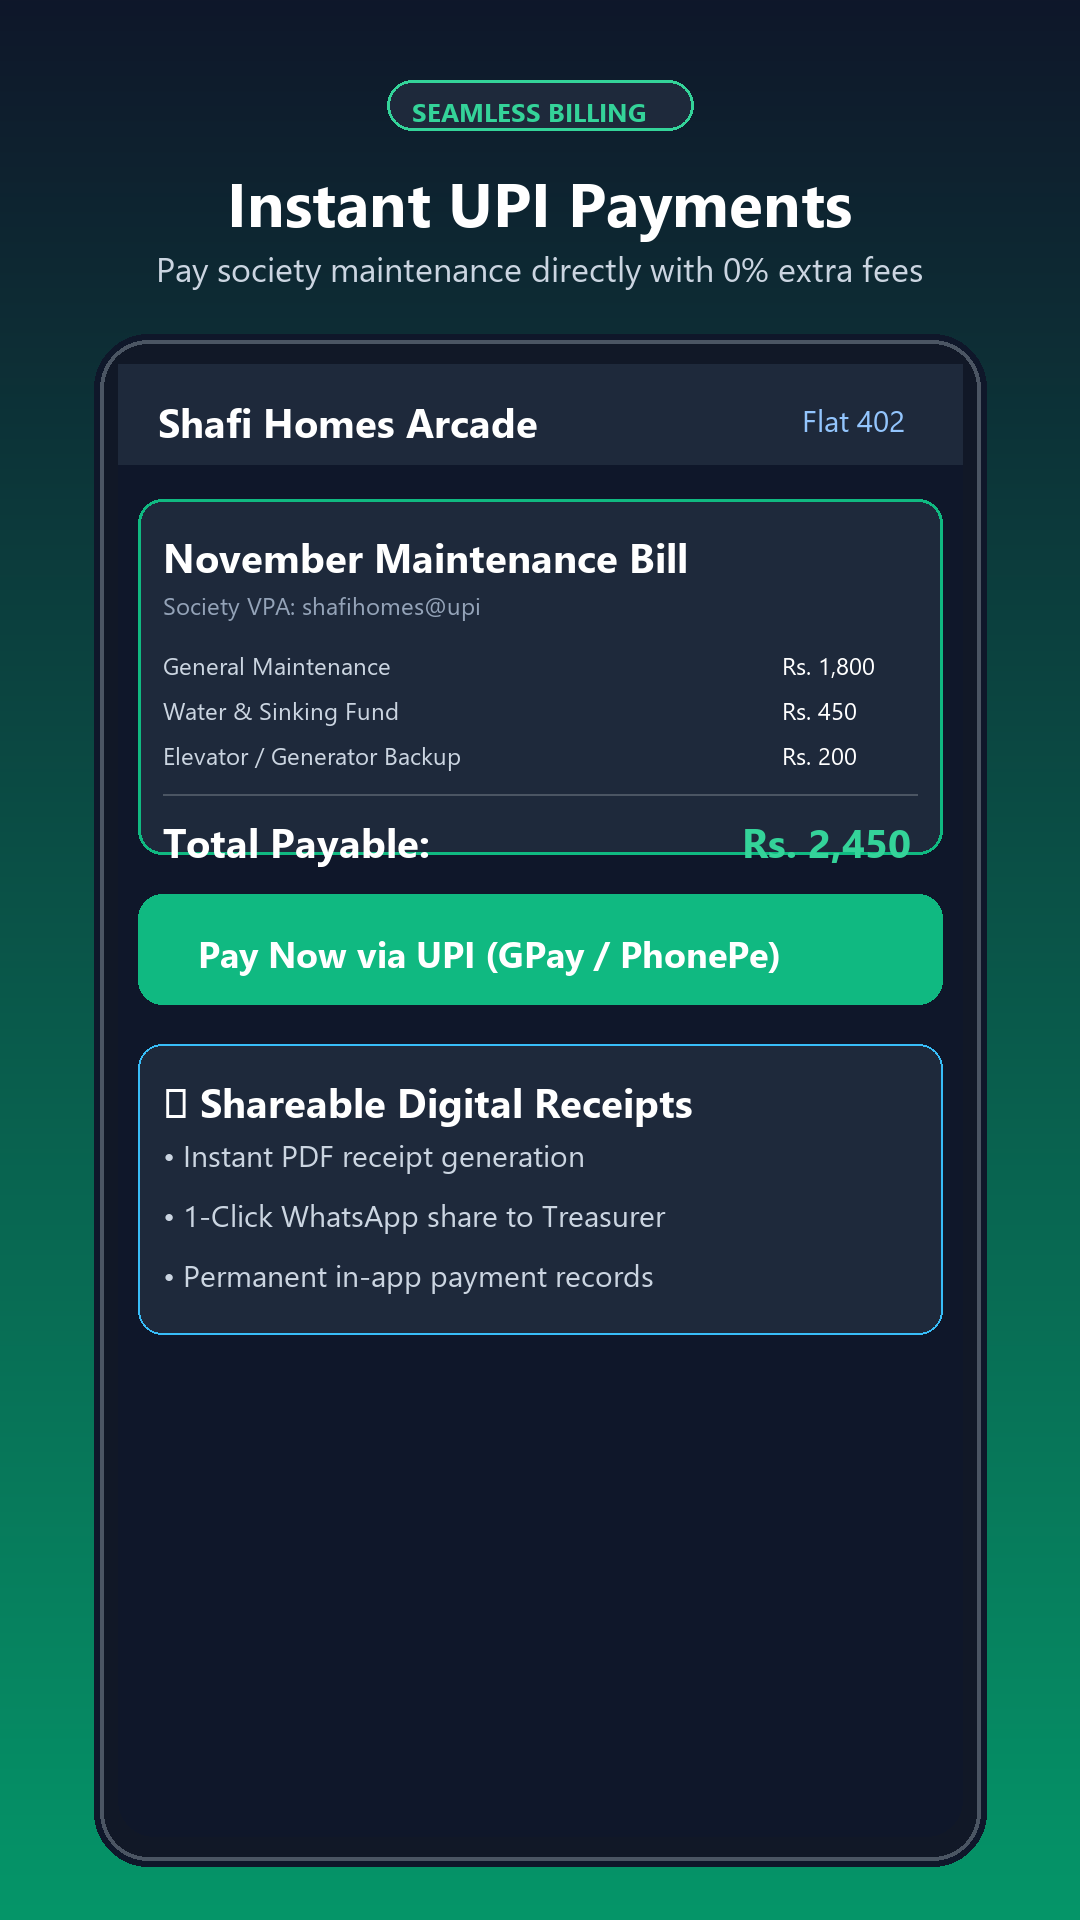 SEAMLESS BILLING
Instant UPI Payments
Pay society maintenance directly with 0% extra fees
Shafi Homes Arcade Flat 402
November Maintenance Bill
Society VPA: shafihomes@upi
General Maintenance Rs. 1,800
Water & Sinking Fund Rs. 450
Elevator / Generator Backup Rs. 200
Total Payable: Rs. 2,450
Pay Now via UPI (GPay / PhonePe)
Shareable Digital Receipts
• Instant PDF receipt generation
• 1-Click WhatsApp share to Treasurer
• Permanent in-app payment records